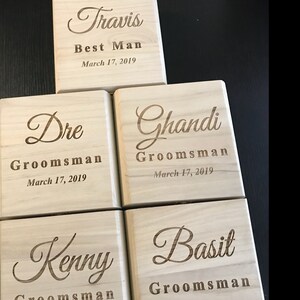 Travis
Best Man
March 17, 2019
Dre
Groomsman
March 17, 2019
Ghandi
Groomsman
March 17, 2019
Kenny
Groomsman
Basit
Groomsman